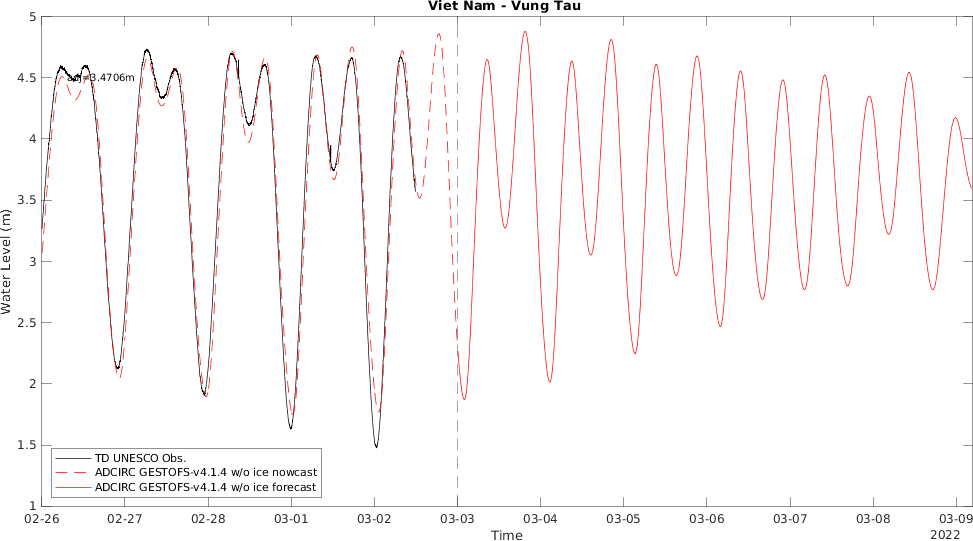 Viet Nam - Vung Tau
5
4.5
4
3.5
3
2.5
2
1.5
1
Water Level (m)
adj=3.4706m
TD UNESCO Obs.
ADCIRC GESTOFS-v4.1.4 w/o ice nowcast
ADCIRC GESTOFS-v4.1.4 w/o ice forecast
02-26 02-27 02-28 03-01 03-02 03-03 03-04 03-05 03-06 03-07 03-08 03-09
Time
2022